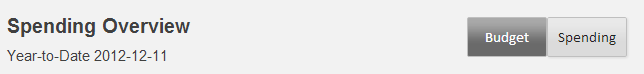 Spending Overview
Year-to-Date 2012-12-11
Budget
Spending